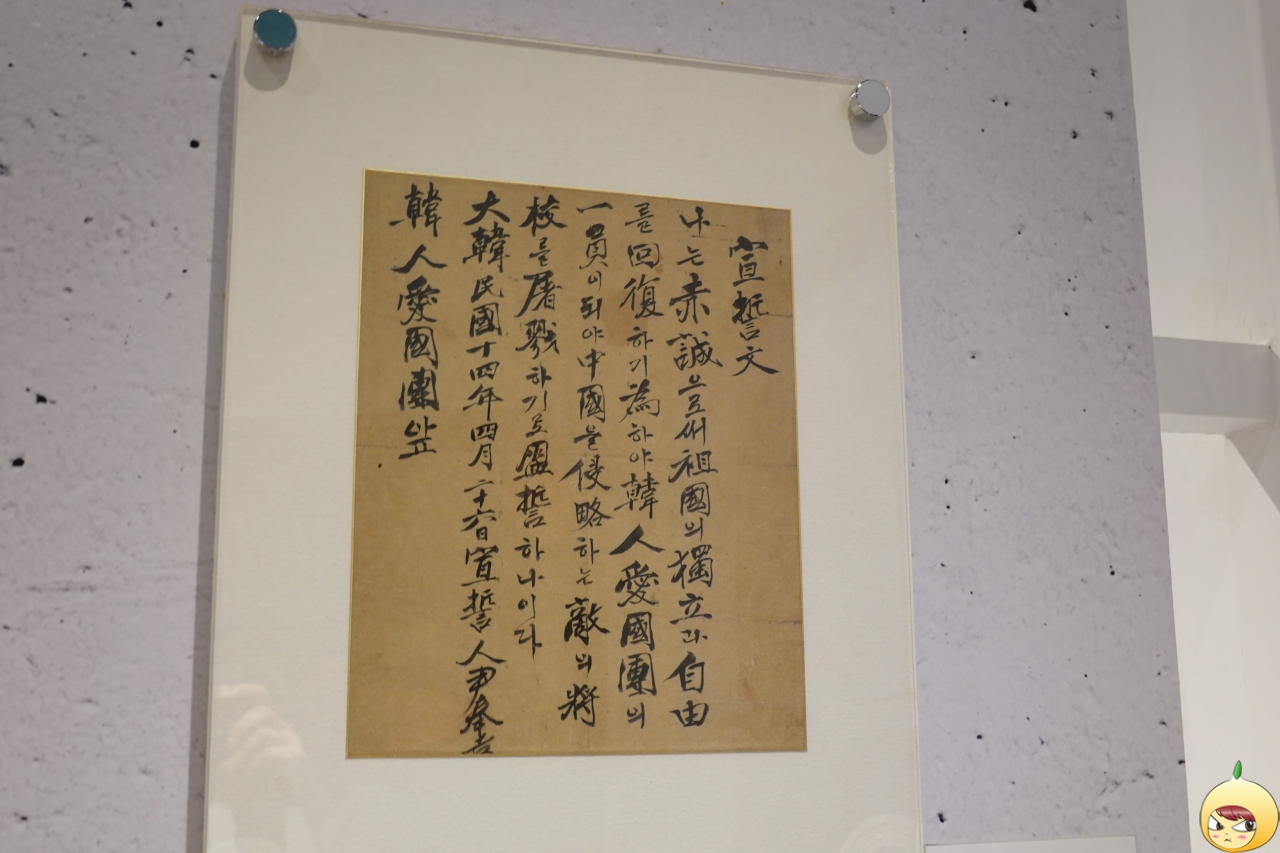 宣誓文
나는赤誠으로써祖國의獨立과自由
를回復하기爲하야韓人愛國團의
一員이되야中國을侵略하는敵의將
校를屠戮하기로盟誓하나이다
大韓民國十四年四月二十六日宣誓人尹奉吉
韓人愛國團앞